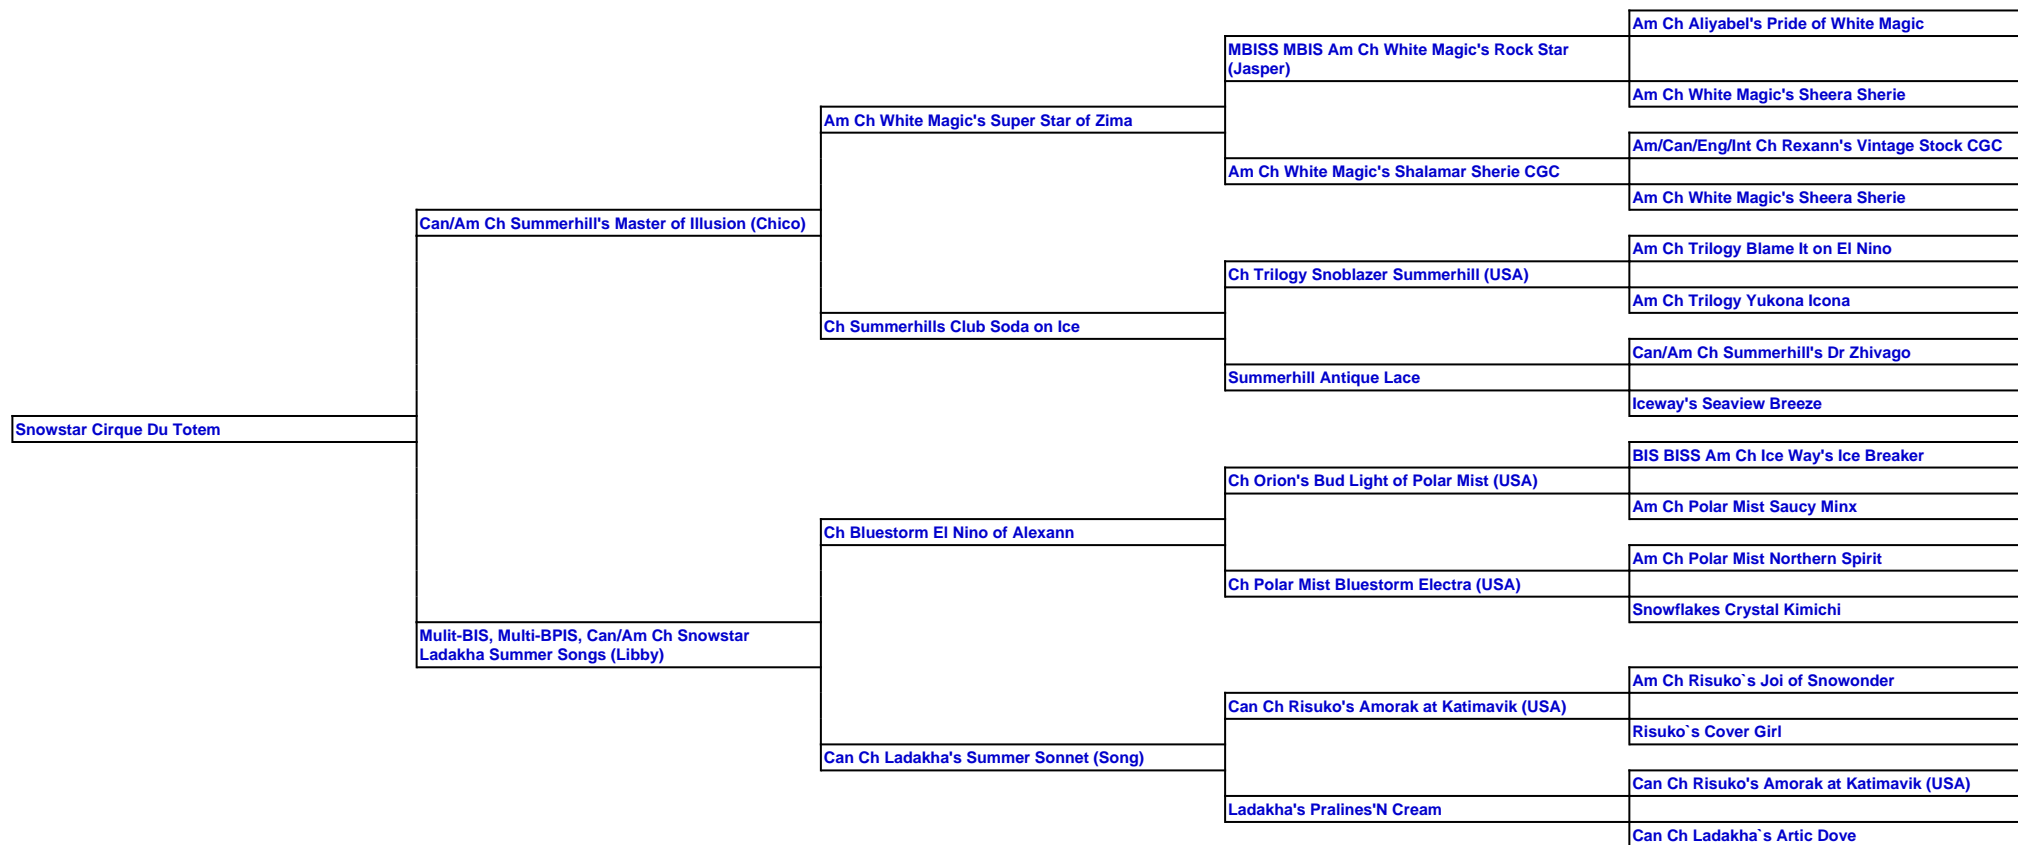 Am Ch Aliyabel's Pride of White Magic
MBISS MBIS Am Ch White Magic's Rock Star
(Jasper)
Am Ch White Magic's Sheera Sherie
Am Ch White Magic's Super Star of Zima
Am/Can/Eng/Int Ch Rexann's Vintage Stock CGC
Am Ch White Magic's Shalamar Sherie CGC
Am Ch White Magic's Sheera Sherie
Can/Am Ch Summerhill's Master of Illusion (Chico)
Am Ch Trilogy Blame It on El Nino
Ch Trilogy Snoblazer Summerhill (USA)
Am Ch Trilogy Yukona Icona
Ch Summerhills Club Soda on Ice
Can/Am Ch Summerhill's Dr Zhivago
Summerhill Antique Lace
Iceway's Seaview Breeze
Snowstar Cirque Du Totem
BIS BISS Am Ch Ice Way's Ice Breaker
Ch Orion's Bud Light of Polar Mist (USA)
Am Ch Polar Mist Saucy Minx
Ch Bluestorm El Nino of Alexann
Am Ch Polar Mist Northern Spirit
Ch Polar Mist Bluestorm Electra (USA)
Snowflakes Crystal Kimichi
Mulit-BIS, Multi-BPIS, Can/Am Ch Snowstar
Ladakha Summer Songs (Libby)
Am Ch Risuko`s Joi of Snowonder
Can Ch Risuko's Amorak at Katimavik (USA)
Risuko`s Cover Girl
Can Ch Ladakha's Summer Sonnet (Song)
Can Ch Risuko's Amorak at Katimavik (USA)
Ladakha's Pralines'N Cream
Can Ch Ladakha`s Artic Dove